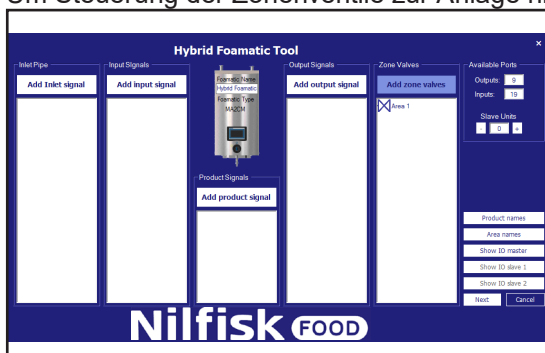 Hybrid Foamatic Tool
×
Inlet Pipe
Add Inlet signal
Input Signals
Add input signal
Foamatic Name
Hybrid Foamatic
Foamatic Type
MA2CM
Product Signals
Add product signal
Output Signals
Add output signal
Zone Valves
Add zone valves
Area 1
Available Ports
Outputs: 9
Inputs: 19
Slave Units
- 0 +
Product names
Area names
Show IO master
Show IO slave 1
Show IO slave 2
Next Cancel
Nilfisk FOOD